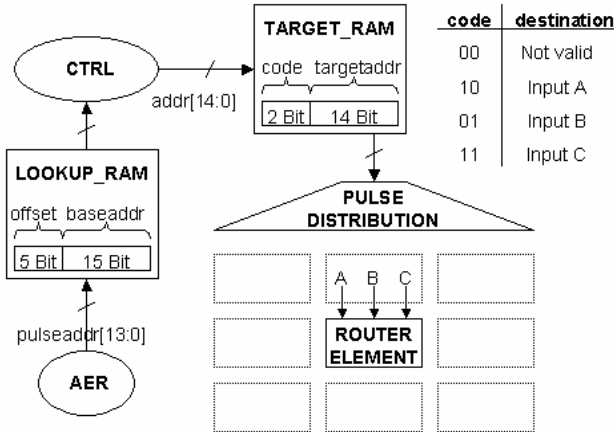 TARGET_RAM
code targetaddr
2 Bit 14 Bit
code destination
00 Not valid
10 Input A
01 Input B
11 Input C
CTRL
addr[14:0]
LOOKUP_RAM
offset baseaddr
5 Bit 15 Bit
pulseaddr[13:0]
AER
PULSE
DISTRIBUTION
A B C
ROUTER
ELEMENT